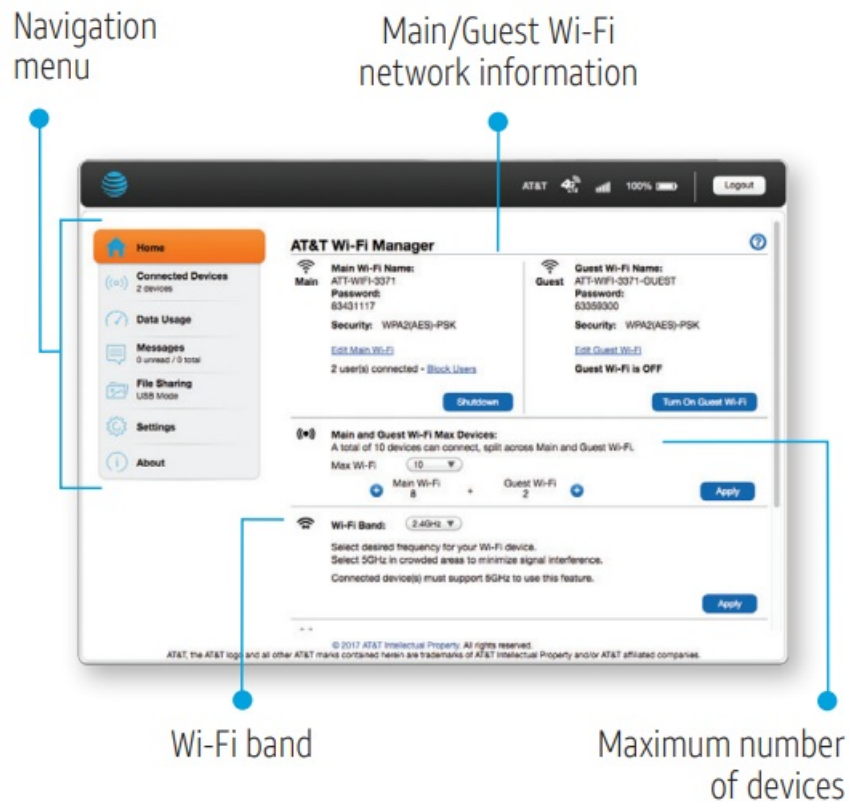 Navigation
menu
Main/Guest Wi-Fi
network information
AT&T 4G LTE 100% Logout
Home
Connected Devices
2 devices
Data Usage
Messages
0 unread / 0 total
File Sharing
USB Mode
Settings
About
AT&T Wi-Fi Manager
Main
Main Wi-Fi Name:
ATT-WIFI-3371
Password:
83431117
Security: WPA2(AES)-PSK
Edit Main Wi-Fi
2 user(s) connected - Block Users
Shutdown
Guest
Guest Wi-Fi Name:
ATT-WIFI-3371-GUEST
Password:
63359300
Security: WPA2(AES)-PSK
Edit Guest Wi-Fi
Guest Wi-Fi is OFF
Turn On Guest Wi-Fi
Main and Guest Wi-Fi Max Devices:
A total of 10 devices can connect, split across Main and Guest Wi-Fi.
Max Wi-Fi 10
Main Wi-Fi + Guest Wi-Fi
8 2
Apply
Wi-Fi Band: 2.4GHz
Select desired frequency for your Wi-Fi device.
Select 5GHz in crowded areas to minimize signal interference.
Connected device(s) must support 5GHz to use this feature.
Apply
© 2017 AT&T Intellectual Property. All rights reserved.
AT&T, the AT&T logo and all other AT&T marks contained herein are trademarks of AT&T Intellectual Property and/or AT&T affiliated companies.
Wi-Fi band
Maximum number
of devices